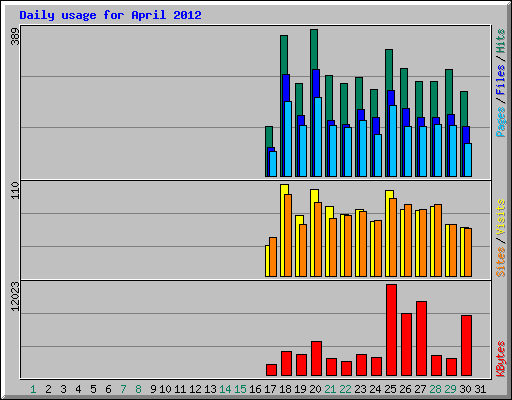 Daily usage for April 2012
389
Pages / Files / Hits
110
Sites / Visits
12023
KBytes
1 2 3 4 5 6 7 8 9 10 11 12 13 14 15 16 17 18 19 20 21 22 23 24 25 26 27 28 29 30 31